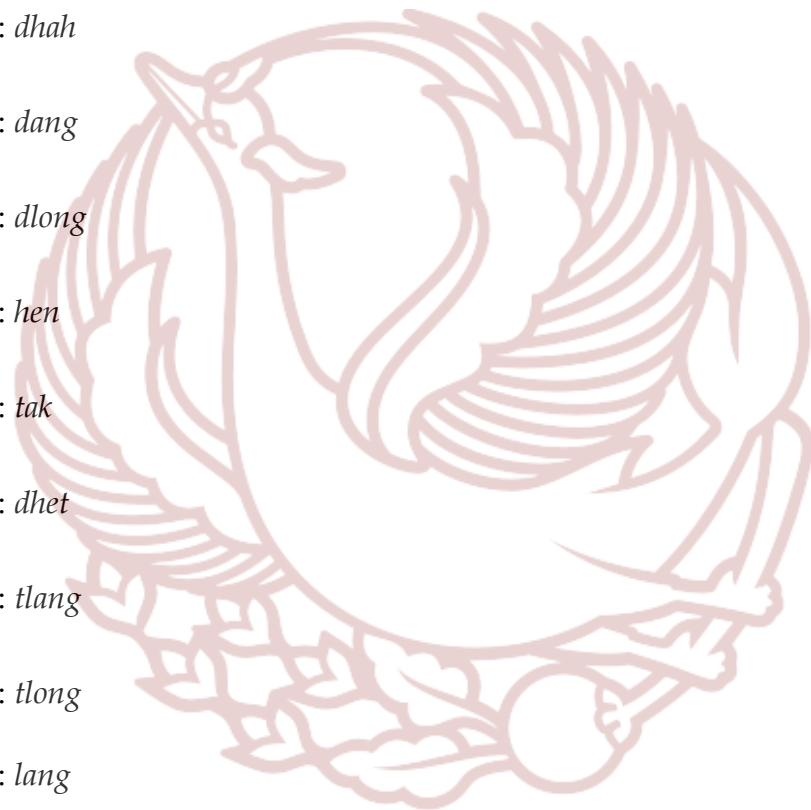 : dhah
: dang
: dlong
: hen
: tak
: dhet
: tlang
: tlong
: lang